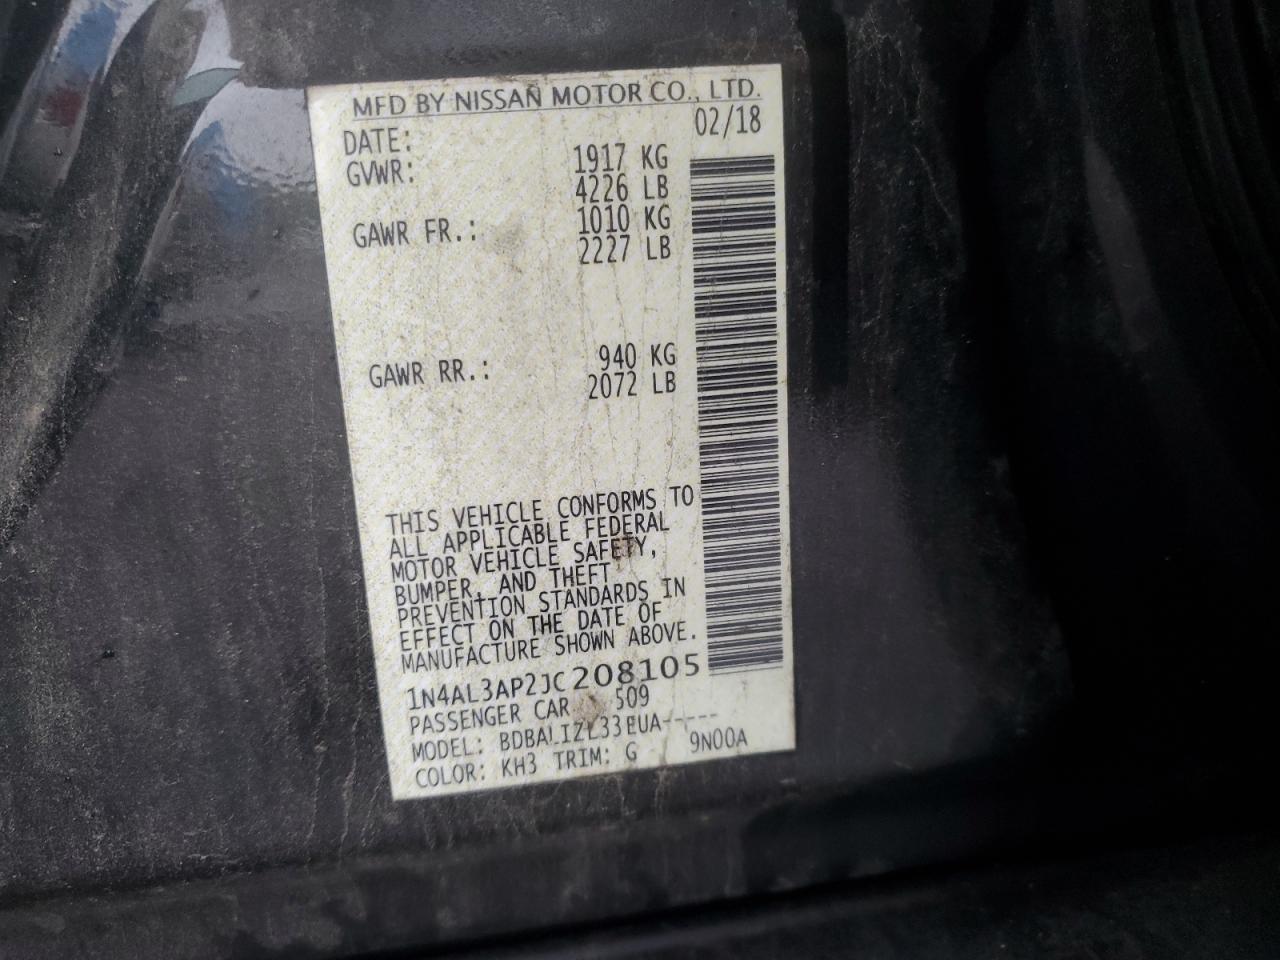 MFD BY NISSAN MOTOR CO., LTD.
DATE: 02/18
GVWR: 1917 KG
4226 LB
GAWR FR.: 1010 KG
2227 LB
GAWR RR.: 940 KG
2072 LB
THIS VEHICLE CONFORMS TO
ALL APPLICABLE FEDERAL
MOTOR VEHICLE SAFETY,
BUMPER, AND THEFT
PREVENTION STANDARDS IN
EFFECT ON THE DATE OF
MANUFACTURE SHOWN ABOVE.
1N4AL3AP2JC208105
PASSENGER CAR 509
MODEL:
COLOR: KH3 TRIM: G 9N00A